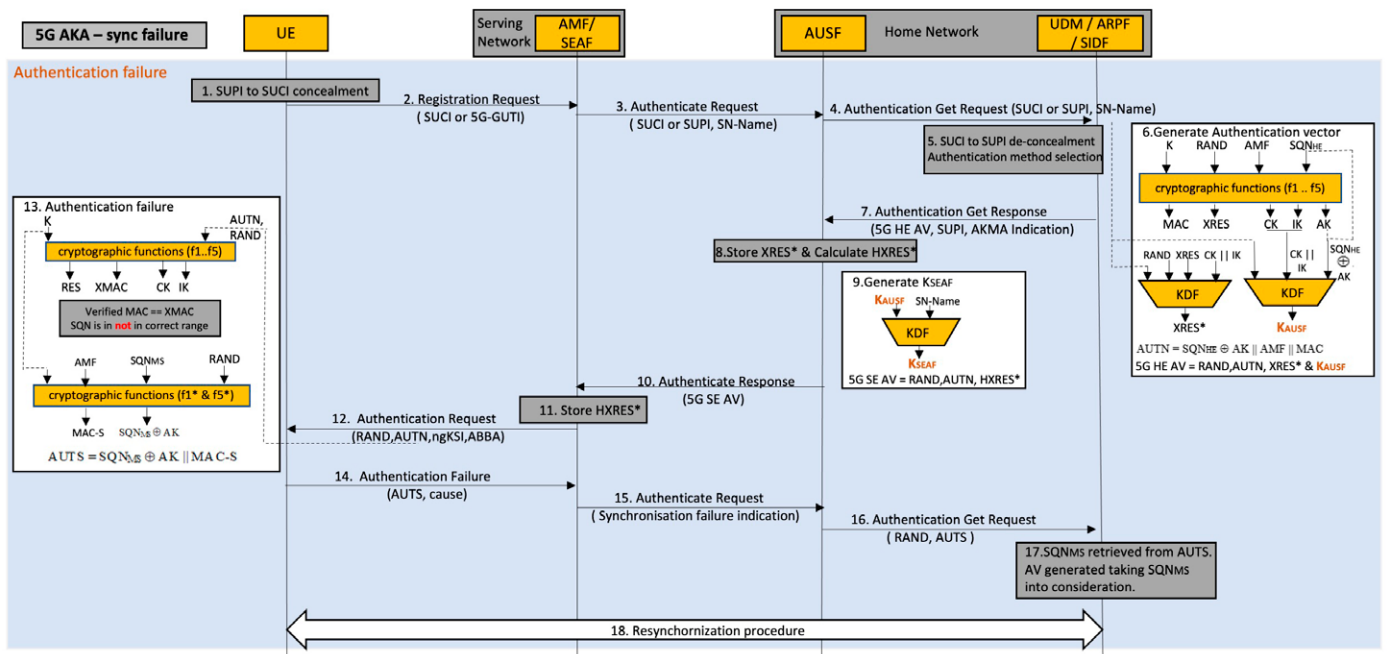 5G AKA – sync failure
UE
Serving
Network
AMF/
SEAF
AUSF
Home Network
UDM / ARPF
/ SIDF
Authentication failure
1. SUPI to SUCI concealment
2. Registration Request
( SUCI or 5G-GUTI)
3. Authenticate Request
( SUCI or SUPI, SN-Name)
4. Authentication Get Request (SUCI or SUPI, SN-Name)
5. SUCI to SUPI de-concealment
Authentication method selection
6.Generate Authentication vector
K RAND AMF SQNHE
cryptographic functions (f1 .. f5)
MAC XRES CK IK AK
RAND XRES CK || IK
CK ||
IK
SQNHE
⊕
AK
KDF
KDF
XRES*
KAUSF
AUTN = SQNHE ⊕ AK || AMF || MAC
5G HE AV = RAND,AUTN, XRES* & KAUSF
7. Authentication Get Response
(5G HE AV, SUPI, AKMA Indication)
8.Store XRES* & Calculate HXRES*
9.Generate KSEAF
KAUSF SN-Name
KDF
KSEAF
5G SE AV = RAND,AUTN, HXRES*
10. Authenticate Response
(5G SE AV)
11. Store HXRES*
12. Authentication Request
(RAND,AUTN,ngKSI,ABBA)
13. Authentication failure
K
AUTN,
RAND
cryptographic functions (f1..f5)
RES XMAC CK IK
Verified MAC == XMAC
SQN is in not in correct range
AMF SQNMS RAND
cryptographic functions (f1* & f5*)
MAC-S SQNMS ⊕ AK
AUTS = SQNMS ⊕ AK || MAC-S
14. Authentication Failure
(AUTS, cause)
15. Authenticate Request
( Synchronisation failure indication)
16. Authentication Get Request
( RAND, AUTS )
17.SQNMS retrieved from AUTS.
AV generated taking SQNMS
into consideration.
18. Resynchornization procedure